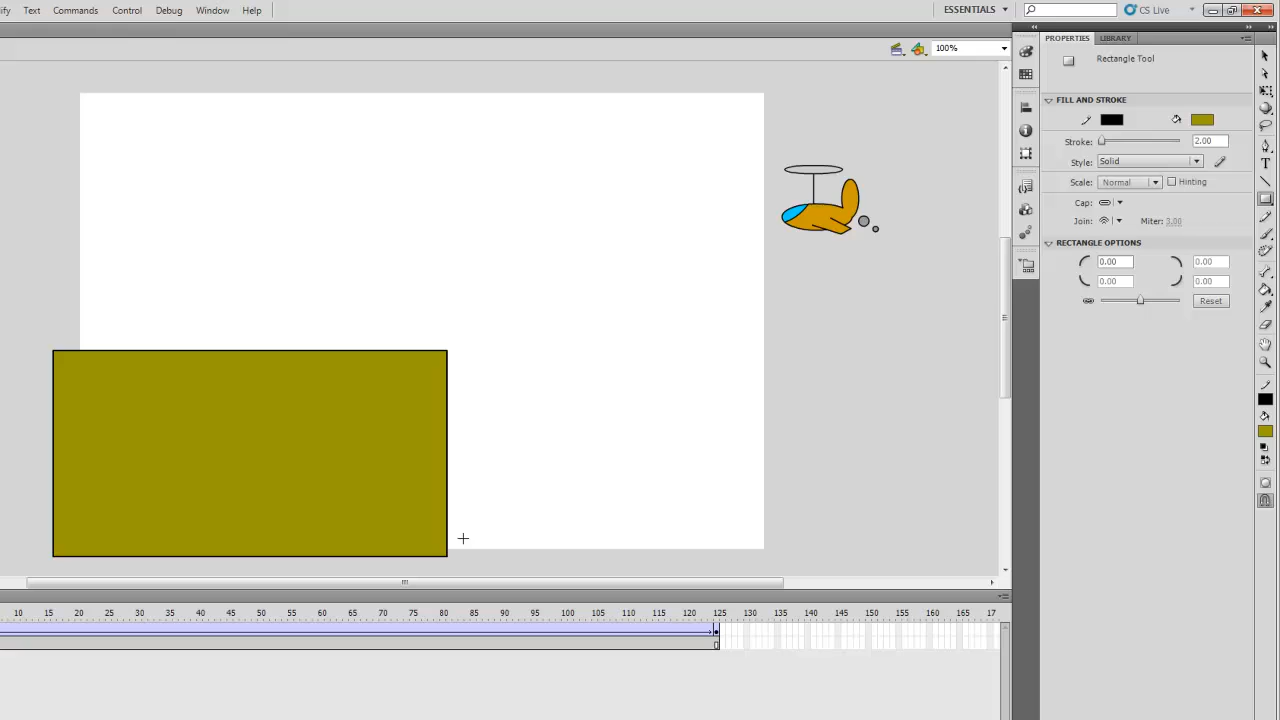 ify Text Commands Control Debug Window Help ESSENTIALS CS Live
100%
PROPERTIES LIBRARY
Rectangle Tool
FILL AND STROKE
Stroke: 2.00
Style: Solid
Scale: Normal Hinting
Cap:
Join: Miter: 3.00
RECTANGLE OPTIONS
0.00 0.00
0.00 0.00
Reset
10 15 20 25 30 35 40 45 50 55 60 65 70 75 80 85 90 95 100 105 110 115 120 125 130 135 140 145 150 155 160 165 17